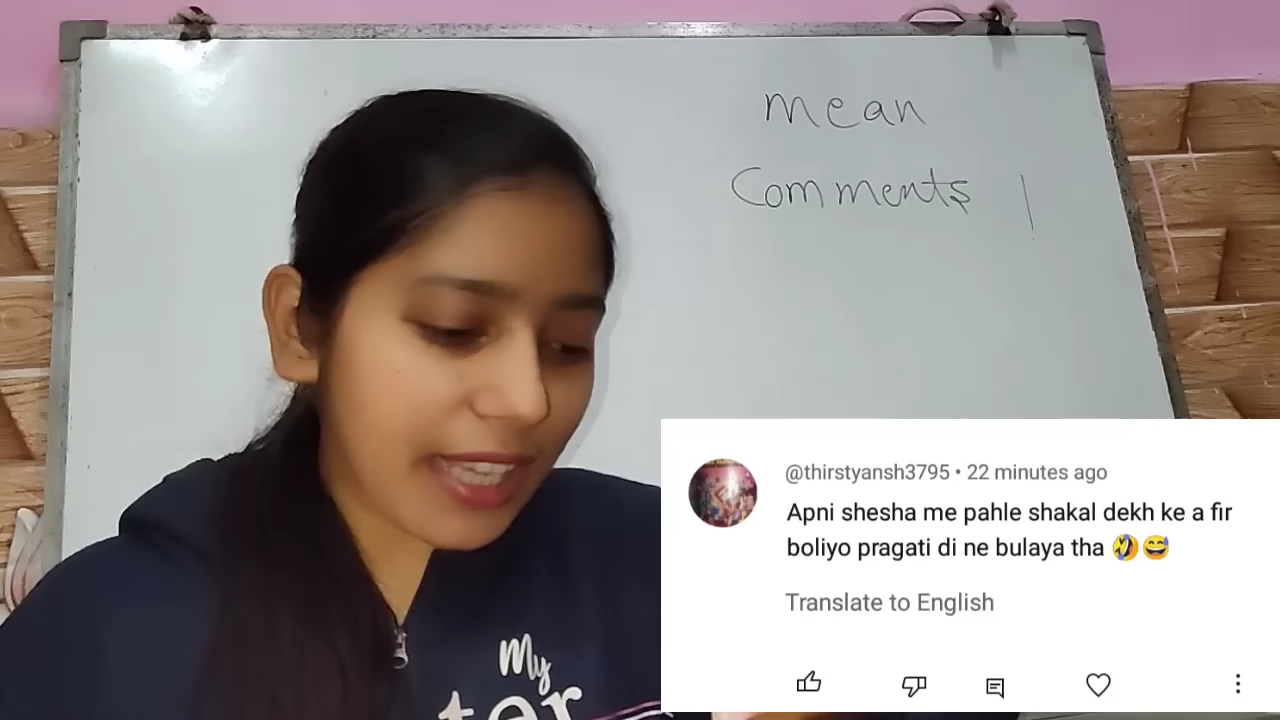 mean
Comments
@thirstyansh3795 • 22 minutes ago
Apni shesha me pahle shakal dekh ke a fir
boliyo pragati di ne bulaya tha 🤣😅
Translate to English
My